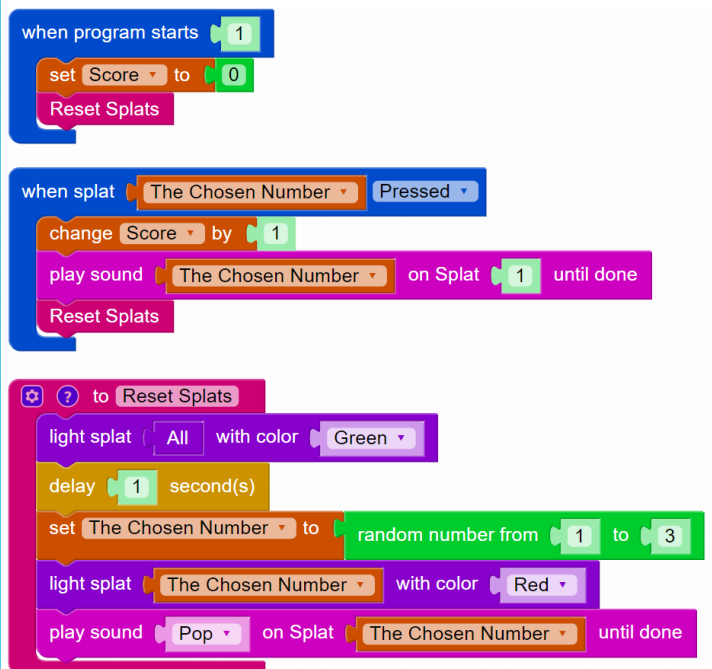 when program starts 1
set Score to 0
Reset Splats
when splat The Chosen Number Pressed
change Score by 1
play sound The Chosen Number on Splat 1 until done
Reset Splats
? to Reset Splats
light splat All with color Green
delay 1 second(s)
set The Chosen Number to random number from 1 to 3
light splat The Chosen Number with color Red
play sound Pop on Splat The Chosen Number until done